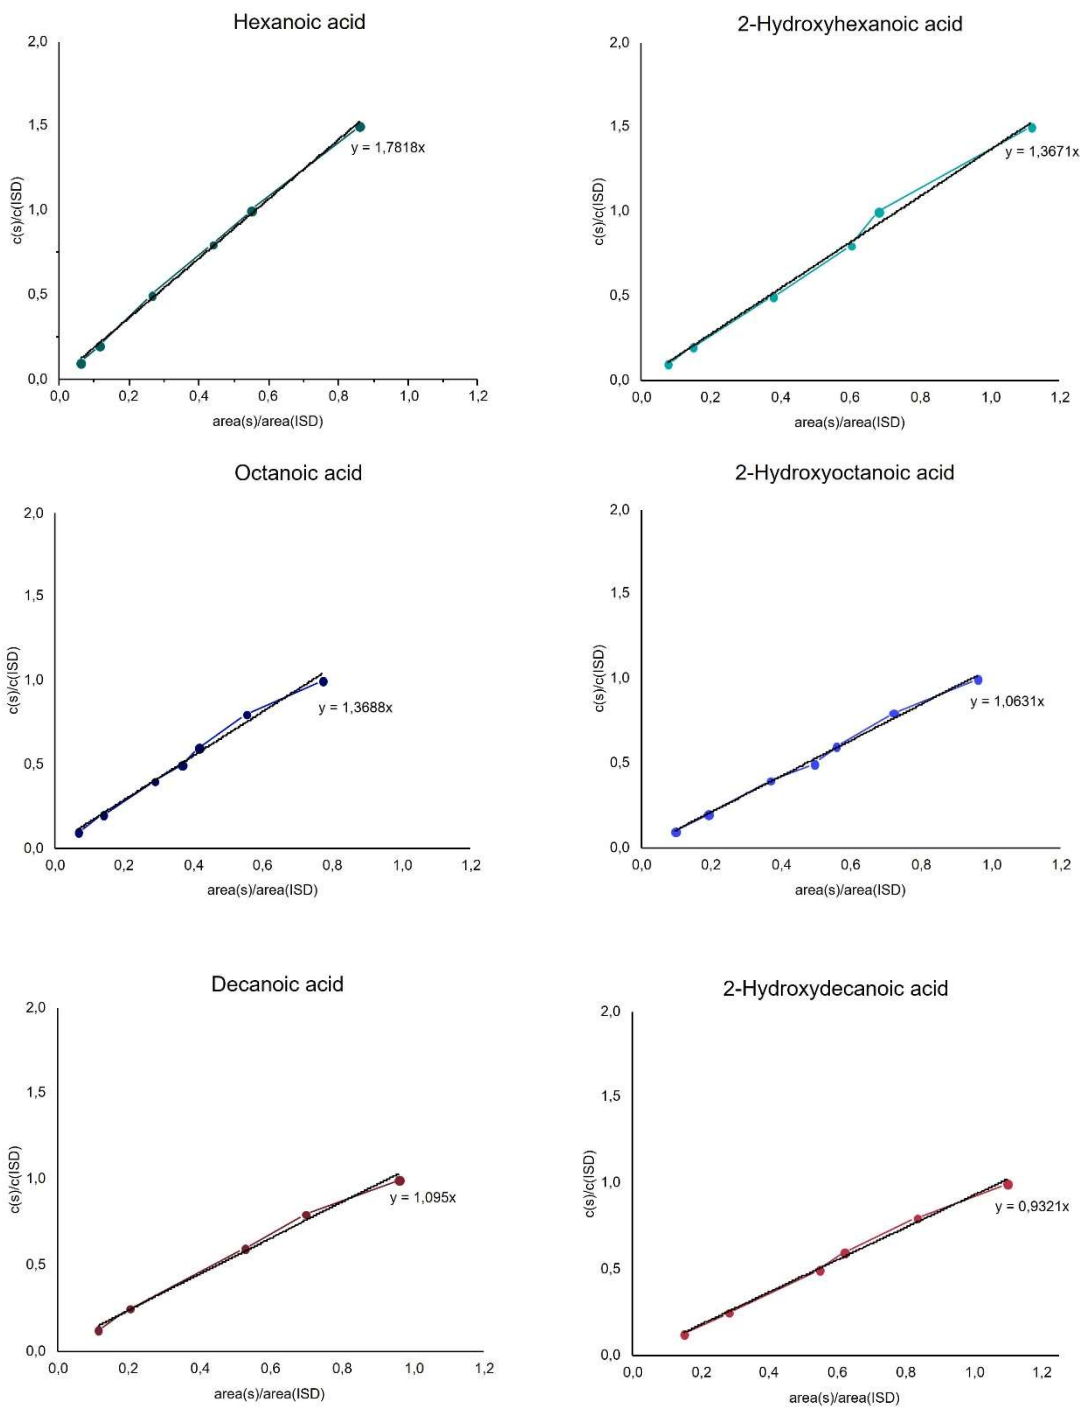 Hexanoic acid
2,0
1,5
1,0
0,5
0,0
c(s)/c(ISD)
y = 1,7818x
0,0 0,2 0,4 0,6 0,8 1,0 1,2
area(s)/area(ISD)
2-Hydroxyhexanoic acid
2,0
1,5
1,0
0,5
0,0
c(s)/c(ISD)
y = 1,3671x
0,0 0,2 0,4 0,6 0,8 1,0 1,2
area(s)/area(ISD)
Octanoic acid
2,0
1,5
1,0
0,5
0,0
c(s)/c(ISD)
y = 1,3688x
0,0 0,2 0,4 0,6 0,8 1,0 1,2
area(s)/area(ISD)
2-Hydroxyoctanoic acid
2,0
1,5
1,0
0,5
0,0
c(s)/c(ISD)
y = 1,0631x
0,0 0,2 0,4 0,6 0,8 1,0 1,2
area(s)/area(ISD)
Decanoic acid
2,0
1,5
1,0
0,5
0,0
c(s)/c(ISD)
y = 1,095x
0,0 0,2 0,4 0,6 0,8 1,0 1,2
area(s)/area(ISD)
2-Hydroxydecanoic acid
2,0
1,5
1,0
0,5
0,0
c(s)/c(ISD)
y = 0,9321x
0,0 0,2 0,4 0,6 0,8 1,0 1,2
area(s)/area(ISD)